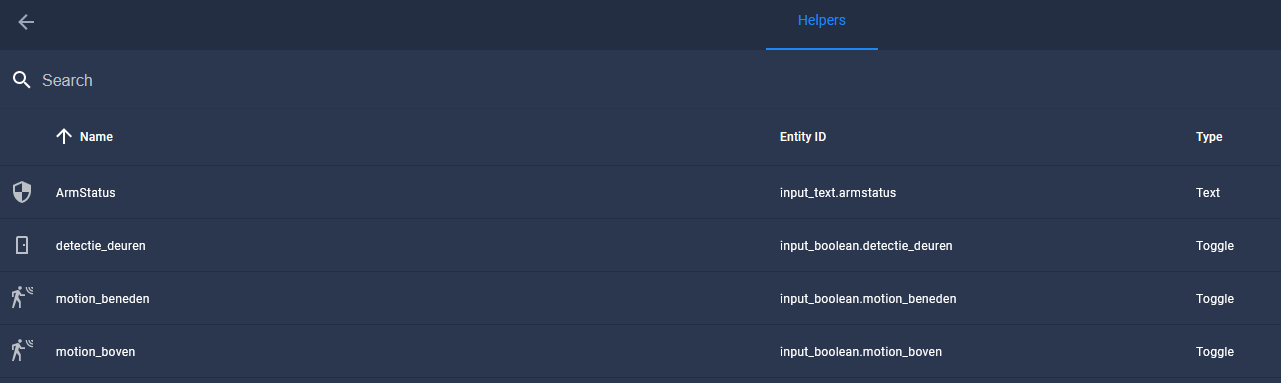 Helpers
Search
Name Entity ID Type
ArmStatus input_text.armstatus Text
detectie_deuren input_boolean.detectie_deuren Toggle
motion_beneden input_boolean.motion_beneden Toggle
motion_boven input_boolean.motion_boven Toggle